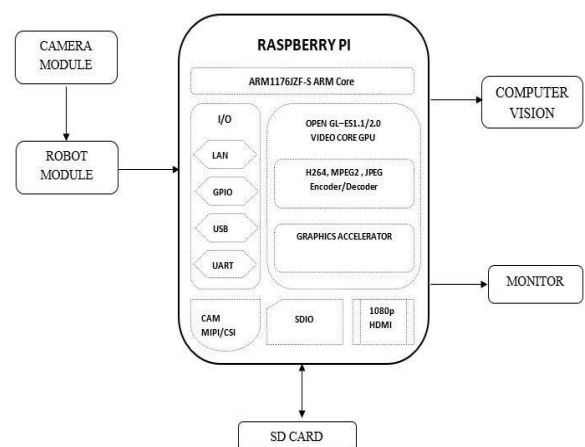 CAMERA
MODULE
ROBOT
MODULE
RASPBERRY PI
ARM1176JZF-S ARM Core
I/O
LAN
GPIO
USB
UART
OPEN GL–ES1.1/2.0
VIDEO CORE GPU
H264, MPEG2 , JPEG
Encoder/Decoder
GRAPHICS ACCELERATOR
CAM
MIPI/CSI
SDIO
1080p
HDMI
COMPUTER
VISION
MONITOR
SD CARD